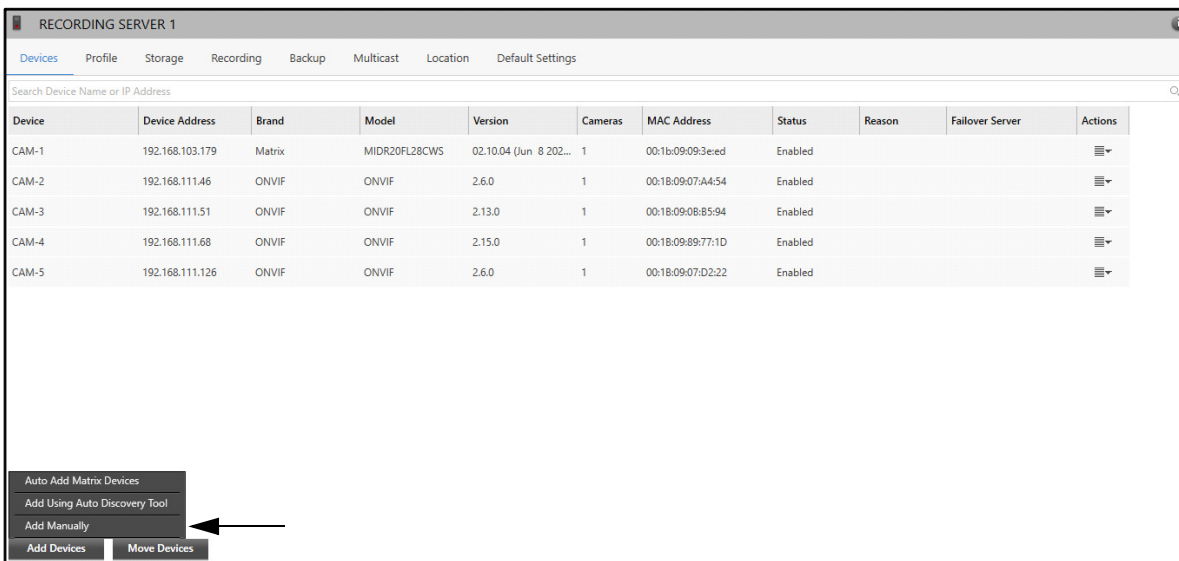 RECORDING SERVER 1
Devices Profile Storage Recording Backup Multicast Location Default Settings
Search Device Name or IP Address
Device Device Address Brand Model Version Cameras MAC Address Status Reason Failover Server Actions
CAM-1 192.168.103.179 Matrix MIDR20FL28CWS 02.10.04 (Jun 8 202... 1 00:1b:09:09:3e:ed Enabled
CAM-2 192.168.111.46 ONVIF ONVIF 2.6.0 1 00:1B:09:07:A4:54 Enabled
CAM-3 192.168.111.51 ONVIF ONVIF 2.13.0 1 00:1B:09:0B:B5:94 Enabled
CAM-4 192.168.111.68 ONVIF ONVIF 2.15.0 1 00:1B:09:89:77:1D Enabled
CAM-5 192.168.111.126 ONVIF ONVIF 2.6.0 1 00:1B:09:07:D2:22 Enabled
Auto Add Matrix Devices
Add Using Auto Discovery Tool
Add Manually
Add Devices Move Devices